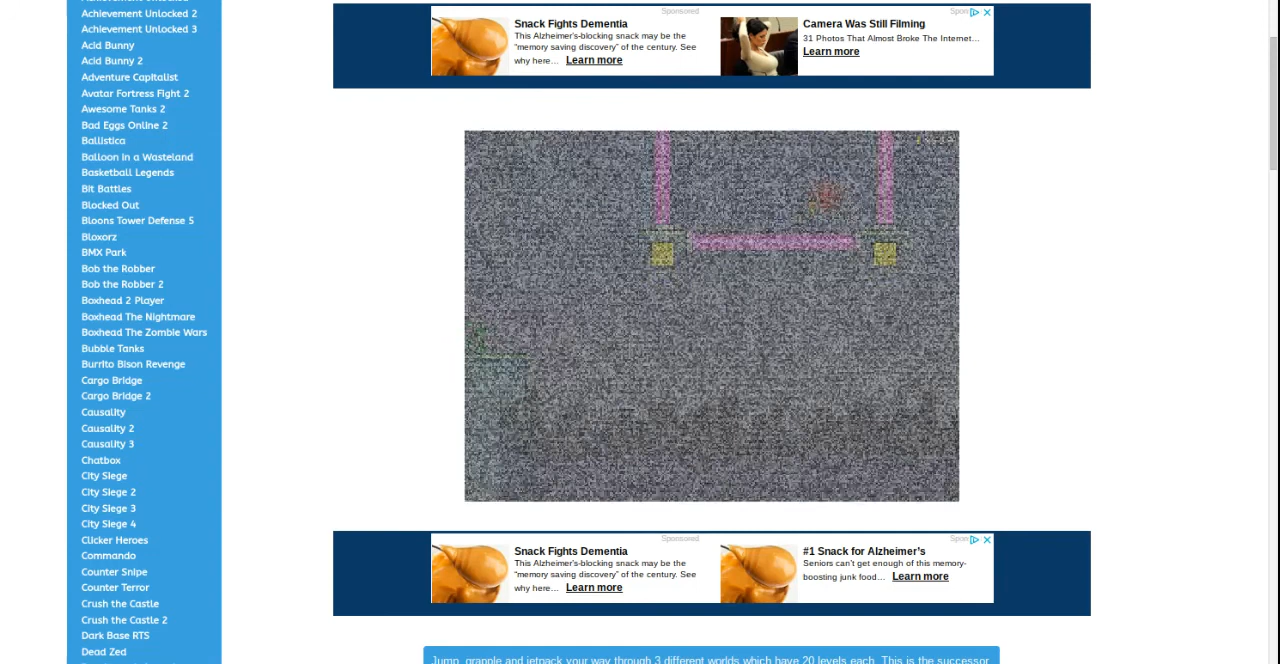 Achievement Unlocked 2
Achievement Unlocked 3
Acid Bunny
Acid Bunny 2
Adventure Capitalist
Avatar Fortress Fight 2
Awesome Tanks 2
Bad Eggs Online 2
Ballistica
Balloon in a Wasteland
Basketball Legends
Bit Battles
Blocked Out
Bloons Tower Defense 5
Bloxorz
BMX Park
Bob the Robber
Bob the Robber 2
Boxhead 2 Player
Boxhead The Nightmare
Boxhead The Zombie Wars
Bubble Tanks
Burrito Bison Revenge
Cargo Bridge
Cargo Bridge 2
Causality
Causality 2
Causality 3
Chatbox
City Siege
City Siege 2
City Siege 3
City Siege 4
Clicker Heroes
Commando
Counter Snipe
Counter Terror
Crush the Castle
Crush the Castle 2
Dark Base RTS
Dead Zed
Sponsored
Snack Fights Dementia
This Alzheimer's-blocking snack may be the
"memory saving discovery" of the century. See
why here... Learn more
Spon
Camera Was Still Filming
31 Photos That Almost Broke The Internet...
Learn more
Sponsored
Snack Fights Dementia
This Alzheimer's-blocking snack may be the
"memory saving discovery" of the century. See
why here... Learn more
Spon
#1 Snack for Alzheimer's
Seniors can't get enough of this memory-
boosting junk food... Learn more
Jump, grapple and jetpack your way through 3 different worlds which have 20 levels each. This is the successor